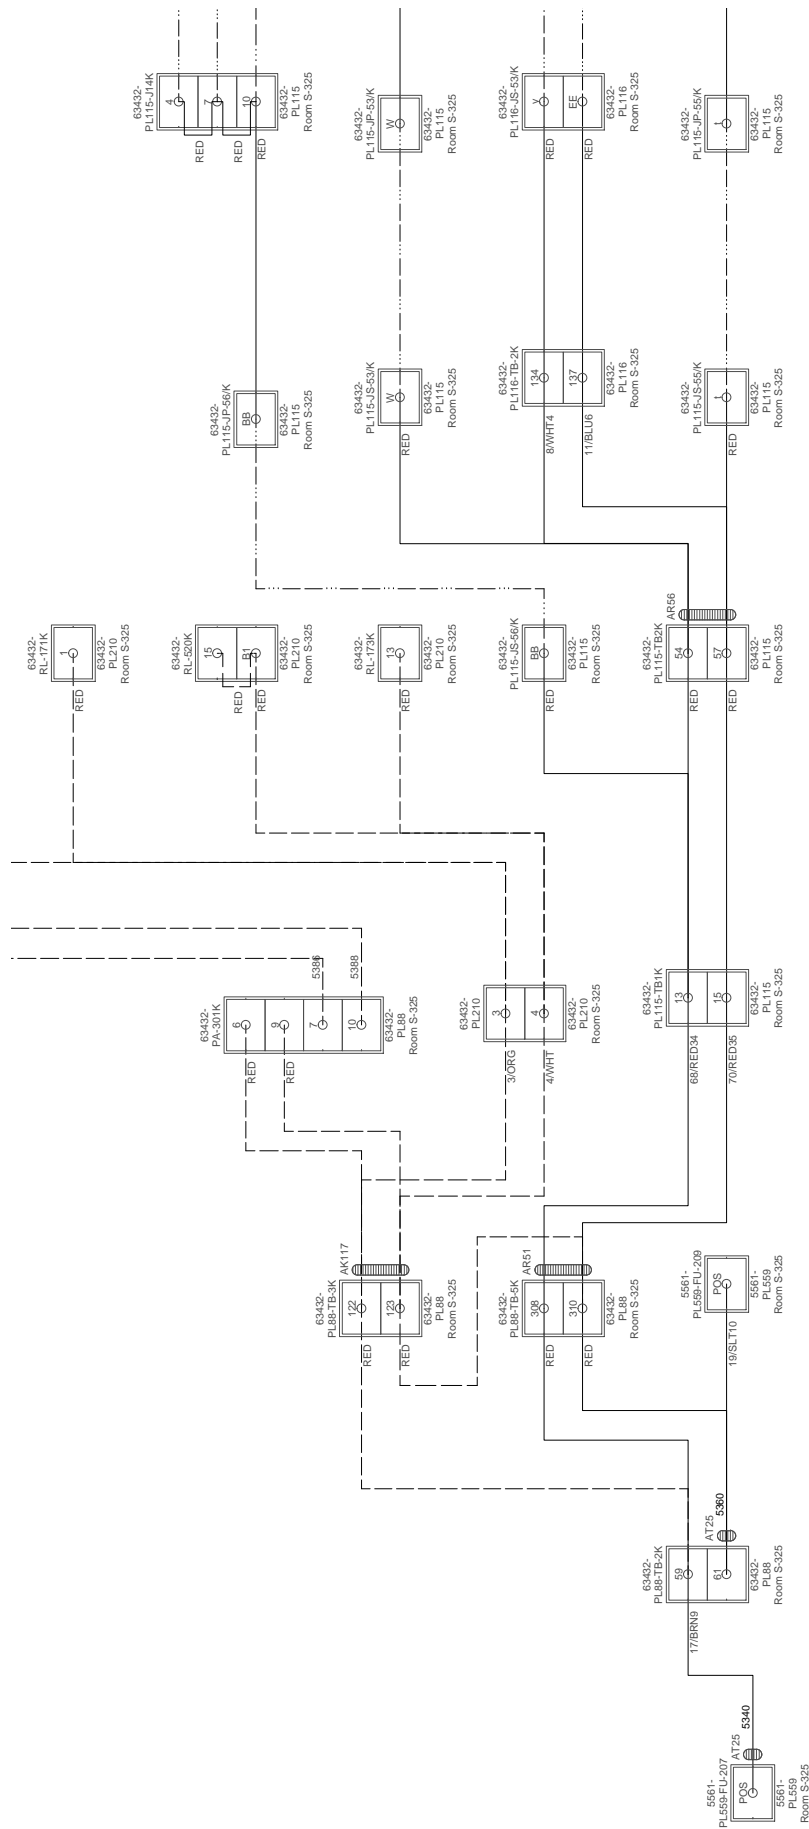 63432-
PL115-J14K
4
7
10
63432-
PL115
Room S-325
RED
RED
RED
63432-
PL115-JP-53/K
W
63432-
PL115
Room S-325
63432-
PL116-JS-53/K
y
EE
63432-
PL116
Room S-325
RED
RED
63432-
PL115-JP-55/K
t
63432-
PL115
Room S-325
63432-
PL115-JP-56/K
BB
63432-
PL115
Room S-325
63432-
PL115-JS-53/K
W
63432-
PL115
Room S-325
RED
63432-
PL116-TB-2K
134
137
63432-
PL116
Room S-325
8/WHT4
11/BLU6
63432-
PL115-JS-55/K
t
63432-
PL115
Room S-325
RED
63432-
RL-171K
1
63432-
PL210
Room S-325
RED
63432-
RL-520K
15
B1
63432-
PL210
Room S-325
RED
RED
63432-
RL-173K
13
63432-
PL210
Room S-325
RED
63432-
PL115-JS-56/K
BB
63432-
PL115
Room S-325
RED
AR56
63432-
PL115-TB2K
54
57
63432-
PL115
Room S-325
RED
RED
63432-
PA-301K
6
9
7
10
63432-
PL88
Room S-325
5386
5388
RED
RED
63432-
PL210
3
4
63432-
PL210
Room S-325
3/ORG
4/WHT
63432-
PL115-TB1K
13
15
63432-
PL115
Room S-325
68/RED34
70/RED35
AK117
63432-
PL88-TB-3K
122
123
63432-
PL88
Room S-325
RED
RED
AR51
63432-
PL88-TB-5K
308
310
63432-
PL88
Room S-325
RED
RED
5561-
PL559-FU-209
POS
5561-
PL559
Room S-325
19/SLT10
AT25
5360
63432-
PL88-TB-2K
59
61
63432-
PL88
Room S-325
17/BRN9
AT25
5340
5561-
PL559-FU-207
POS
5561-
PL559
Room S-325